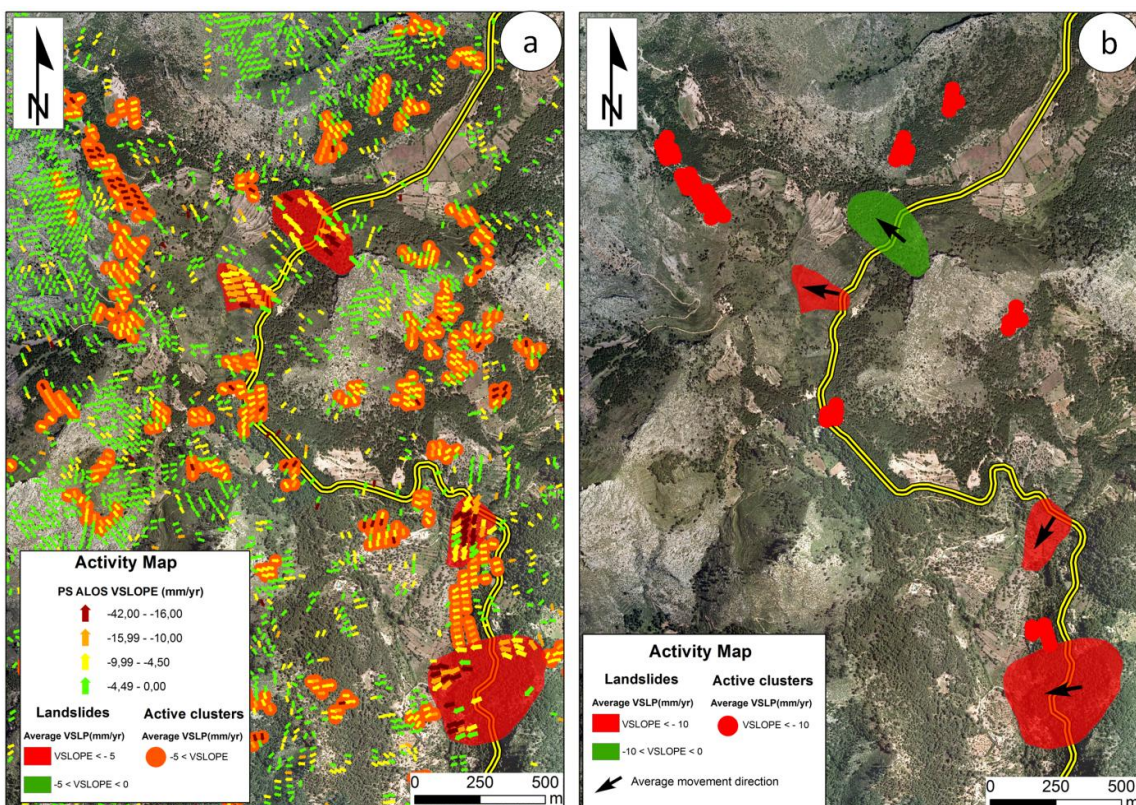 N
a
Activity Map
PS ALOS VSLOPE (mm/yr)
-42,00 - -16,00
-15,99 - -10,00
-9,99 - -4,50
-4,49 - 0,00
Landslides
Active clusters
Average VSLP(mm/yr)
Average VSLP(mm/yr)
VSLOPE < - 5
-5 < VSLOPE
-5 < VSLOPE < 0
0 250 500
m
N
b
Activity Map
Landslides
Active clusters
Average VSLP(mm/yr)
Average VSLP(mm/yr)
VSLOPE < - 10
VSLOPE < - 10
-10 < VSLOPE < 0
Average movement direction
0 250 500
m